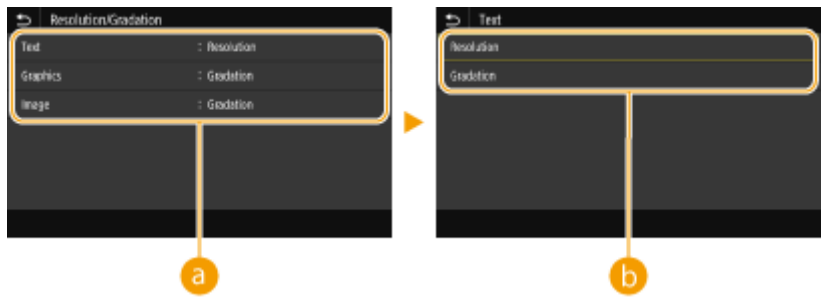 Resolution/Gradation
Text : Resolution
Graphics : Gradation
Image : Gradation
a
Text
Resolution
Gradation
b